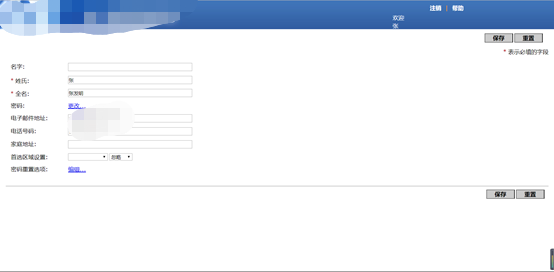 注销 | 帮助
欢迎
张
保存 重置
* 表示必填的字段
名字:
* 姓氏: 张
* 全名: 张发明
密码: 更改...
电子邮件地址:
电话号码:
家庭地址:
首选区域设置: 忽略
密码重置选项: 编辑...
保存 重置